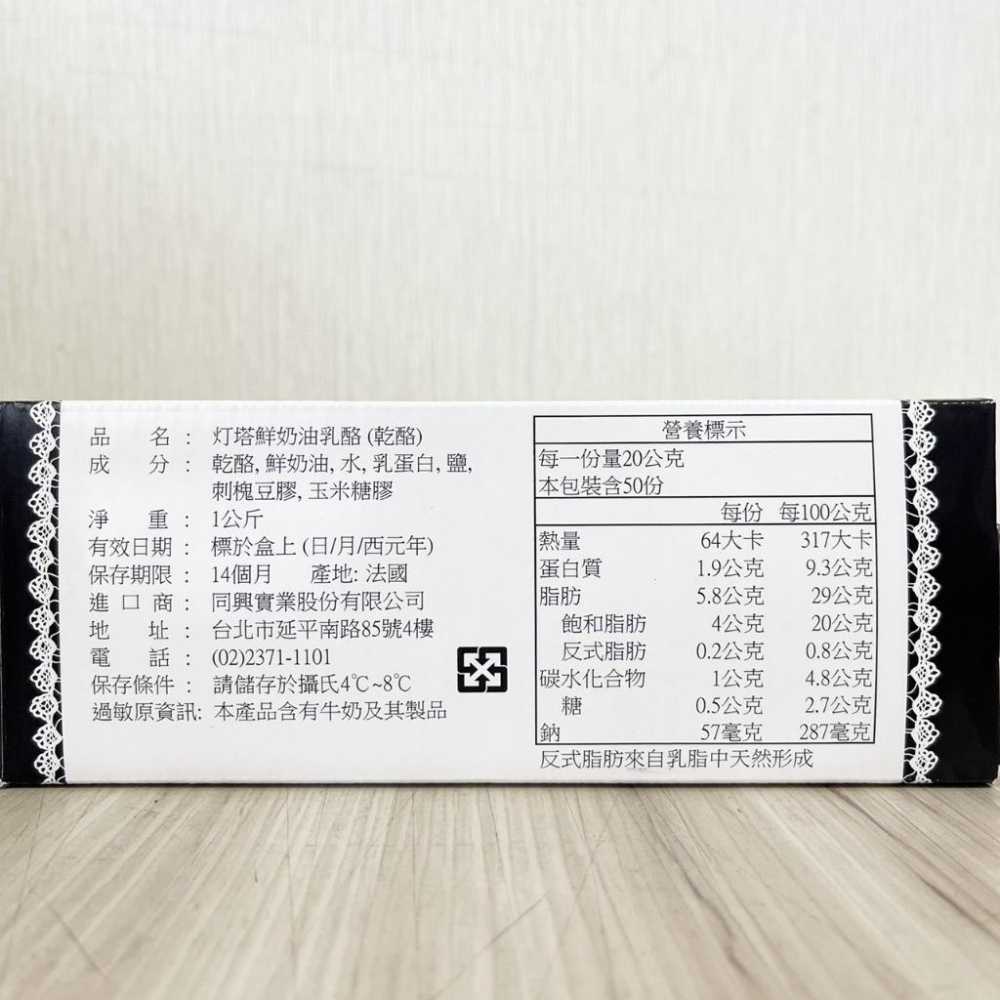 品名：灯塔鮮奶油乳酪 (乾酪)
成分：乾酪, 鮮奶油, 水, 乳蛋白, 鹽,
刺槐豆膠, 玉米糖膠
淨重：1公斤
有效日期：標於盒上 (日/月/西元年)
保存期限：14個月 產地: 法國
進口商：同興實業股份有限公司
地址：台北市延平南路85號4樓
電話：(02)2371-1101
保存條件：請儲存於攝氏4℃~8℃
過敏原資訊: 本產品含有牛奶及其製品
營養標示
每一份量20公克
本包裝含50份
每份 每100公克
熱量 64大卡 317大卡
蛋白質 1.9公克 9.3公克
脂肪 5.8公克 29公克
飽和脂肪 4公克 20公克
反式脂肪 0.2公克 0.8公克
碳水化合物 1公克 4.8公克
糖 0.5公克 2.7公克
鈉 57毫克 287毫克
反式脂肪來自乳脂中天然形成